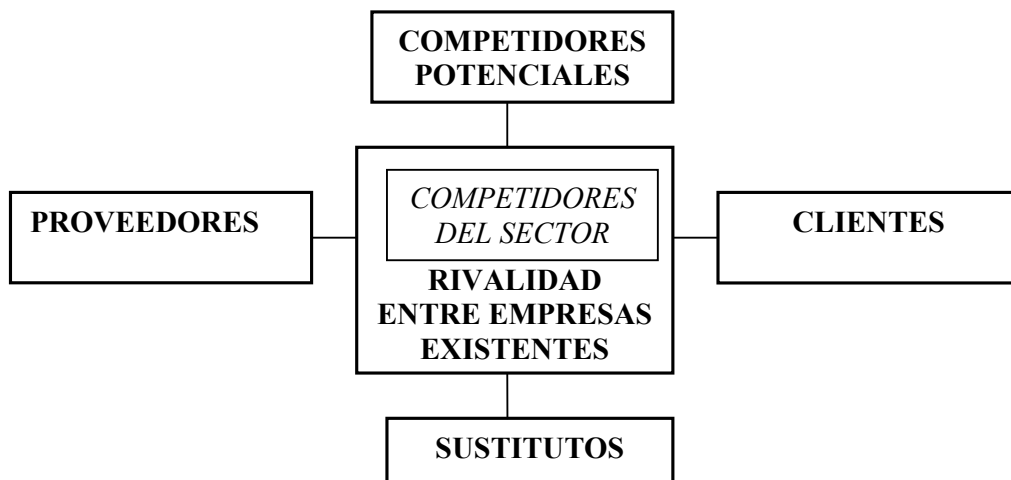 COMPETIDORES
POTENCIALES
PROVEEDORES
COMPETIDORES
DEL SECTOR
RIVALIDAD
ENTRE EMPRESAS
EXISTENTES
CLIENTES
SUSTITUTOS